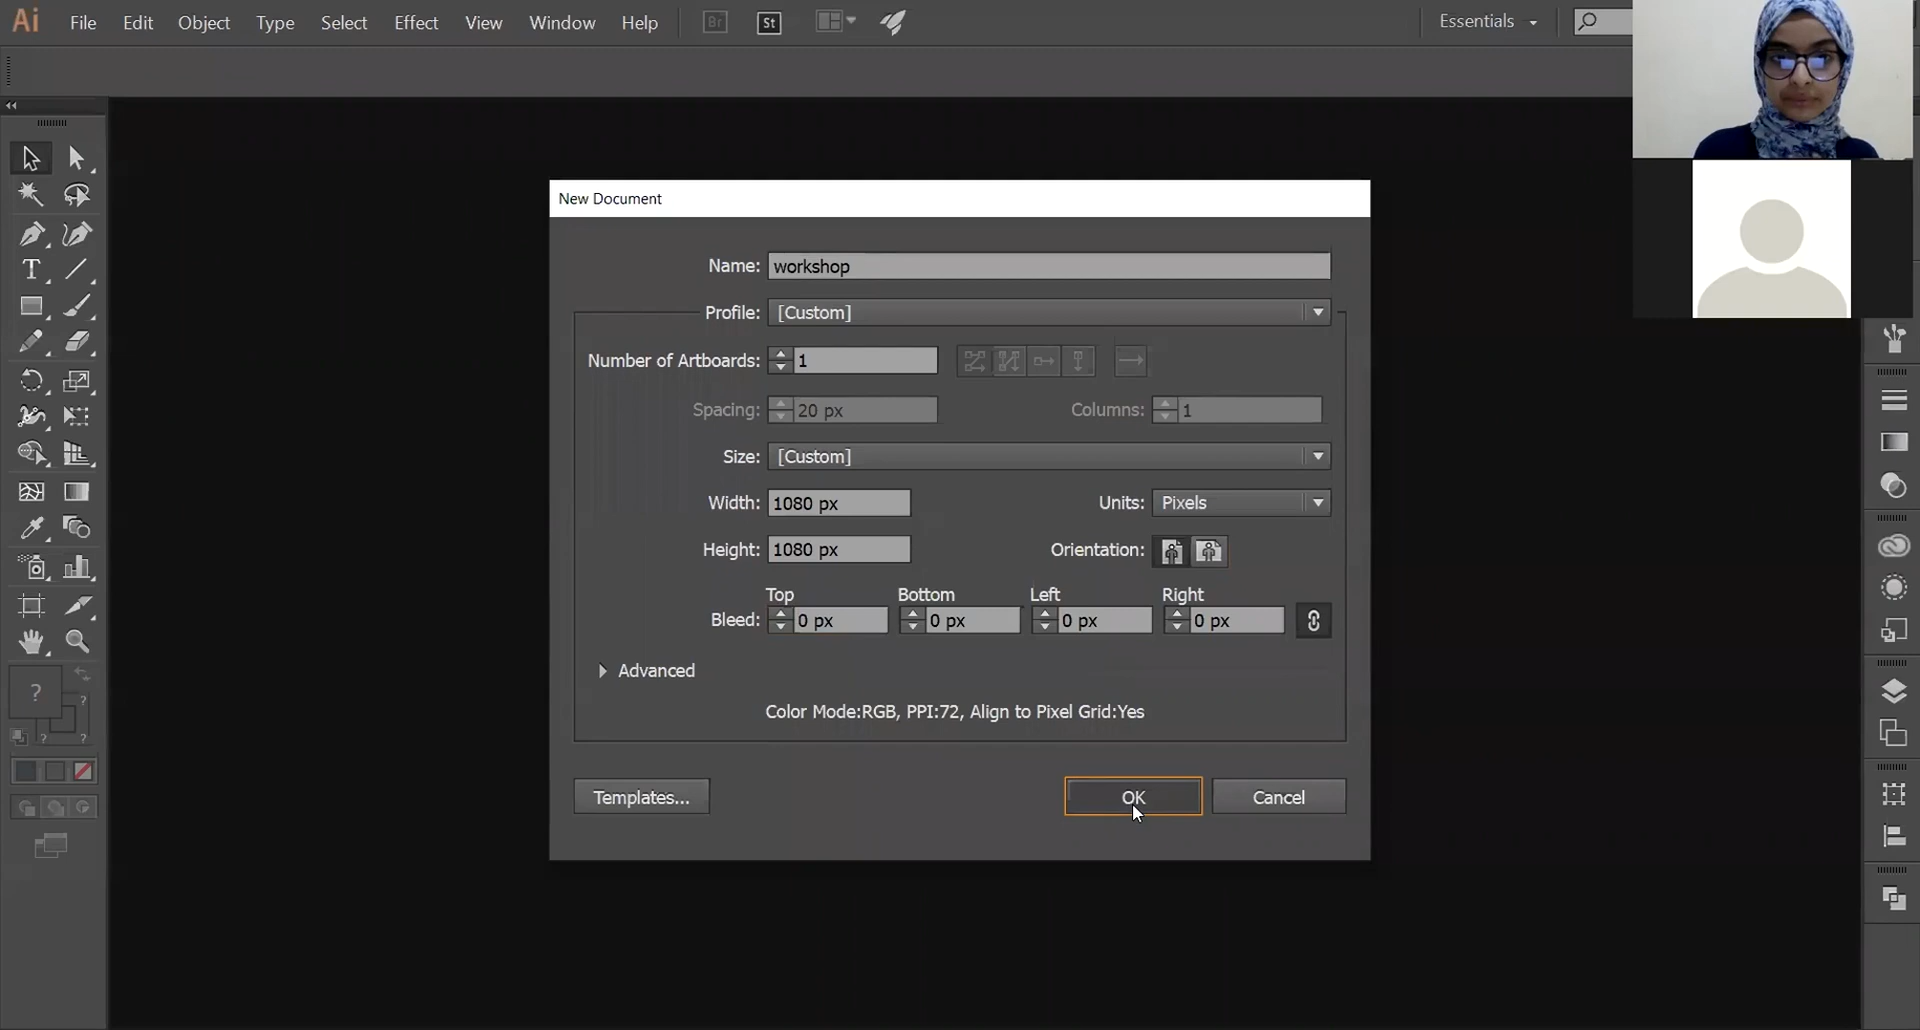 Ai File Edit Object Type Select Effect View Window Help Br St Essentials
New Document
Name: workshop
Profile: [Custom]
Number of Artboards: 1
Spacing: 20 px Columns: 1
Size: [Custom]
Width: 1080 px Units: Pixels
Height: 1080 px Orientation:
Top Bottom Left Right
Bleed: 0 px 0 px 0 px 0 px
Advanced
Color Mode:RGB, PPI:72, Align to Pixel Grid:Yes
Templates... OK Cancel
T
? ?
? ?